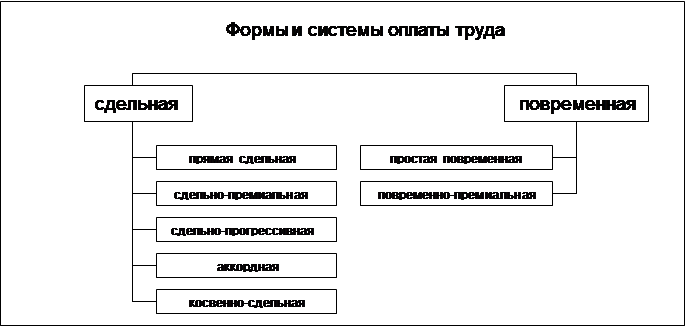 Формы и системы оплаты труда
сдельная
повременная
прямая сдельная
простая повременная
сдельно-премиальная
повременно-премиальная
сдельно-прогрессивная
аккордная
косвенно-сдельная